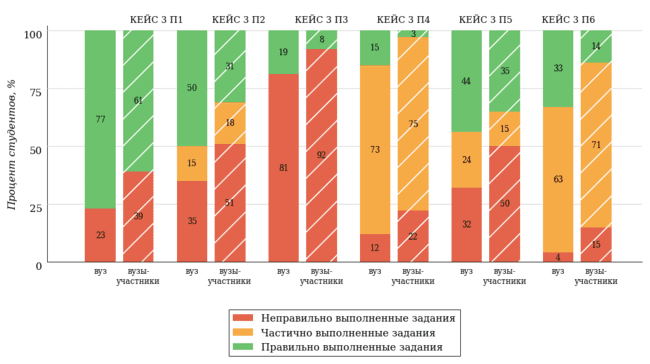 КЕЙС 3 П1 КЕЙС 3 П2 КЕЙС 3 П3 КЕЙС 3 П4 КЕЙС 3 П5 КЕЙС 3 П6
Процент студентов, %
100
75
50
25
0
77 23
61 39
50 15 35
31 18 51
19 81
8 92
15 73 12
3 75 22
44 24 32
35 15 50
33 63 4
14 71 15
вуз вузы- вуз вузы- вуз вузы- вуз вузы- вуз вузы- вуз вузы-
участники участники участники участники участники участники
Неправильно выполненные задания
Частично выполненные задания
Правильно выполненные задания